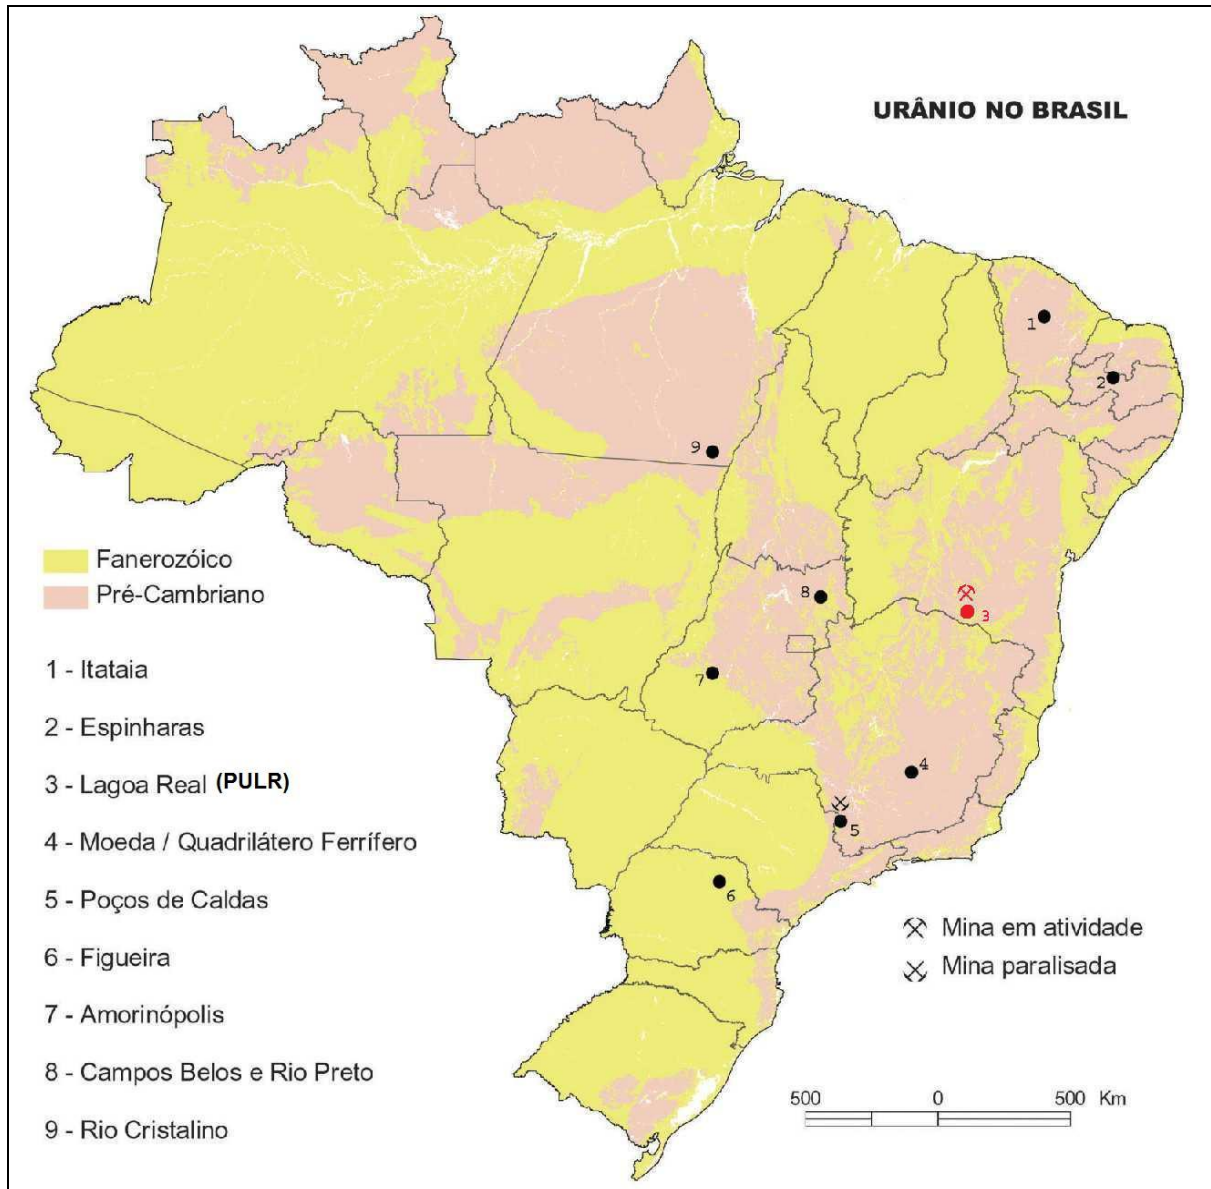 URÂNIO NO BRASIL
1
2
9
8
3
7
4
5
6
Fanerozóico
Pré-Cambriano
1 - Itataia
2 - Espinharas
3 - Lagoa Real (PULR)
4 - Moeda / Quadrilátero Ferrífero
5 - Poços de Caldas
6 - Figueira
7 - Amorinópolis
8 - Campos Belos e Rio Preto
9 - Rio Cristalino
Mina em atividade
Mina paralisada
500 0 500 Km